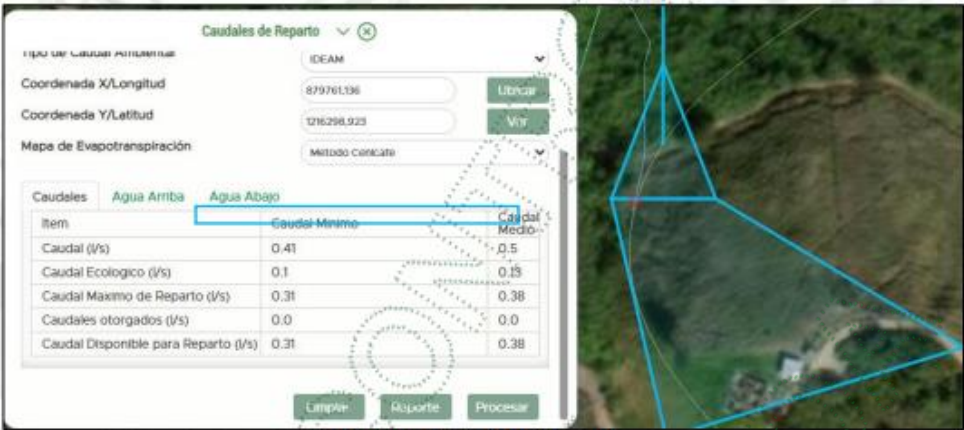 Caudales de Reparto
Tipo de Caudal Ambiental IDEAM
Coordenada X/Longitud 879761,136 Ubicar
Coordenada Y/Latitud 1216298,923 Ver
Mapa de Evapotranspiración Metodo Cenicafe
Caudales Agua Arriba Agua Abajo
Item Caudal Minimo Caudal Medio
Caudal (l/s) 0.41 0.5
Caudal Ecologico (l/s) 0.1 0.13
Caudal Maximo de Reparto (l/s) 0.31 0.38
Caudales otorgados (l/s) 0.0 0.0
Caudal Disponible para Reparto (l/s) 0.31 0.38
Limpiar Reporte Procesar